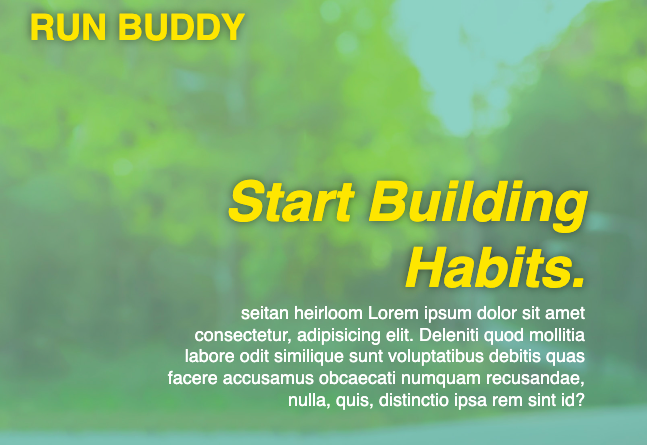 RUN BUDDY
Start Building
Habits.
seitan heirloom Lorem ipsum dolor sit amet
consectetur, adipisicing elit. Deleniti quod mollitia
labore odit similique sunt voluptatibus debitis quas
facere accusamus obcaecati numquam recusandae,
nulla, quis, distinctio ipsa rem sint id?